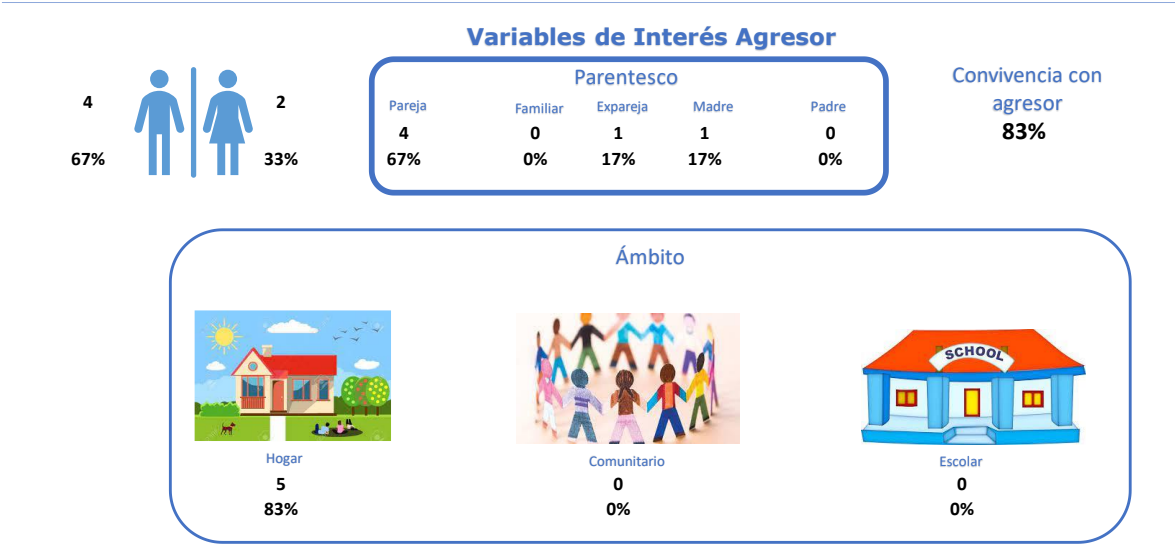 Variables de Interés Agresor
4
67%
2
33%
Parentesco
Pareja Familiar Expareja Madre Padre
4 0 1 1 0
67% 0% 17% 17% 0%
Convivencia con
agresor
83%
Ámbito
SCHOOL
Hogar Comunitario Escolar
5 0 0
83% 0% 0%